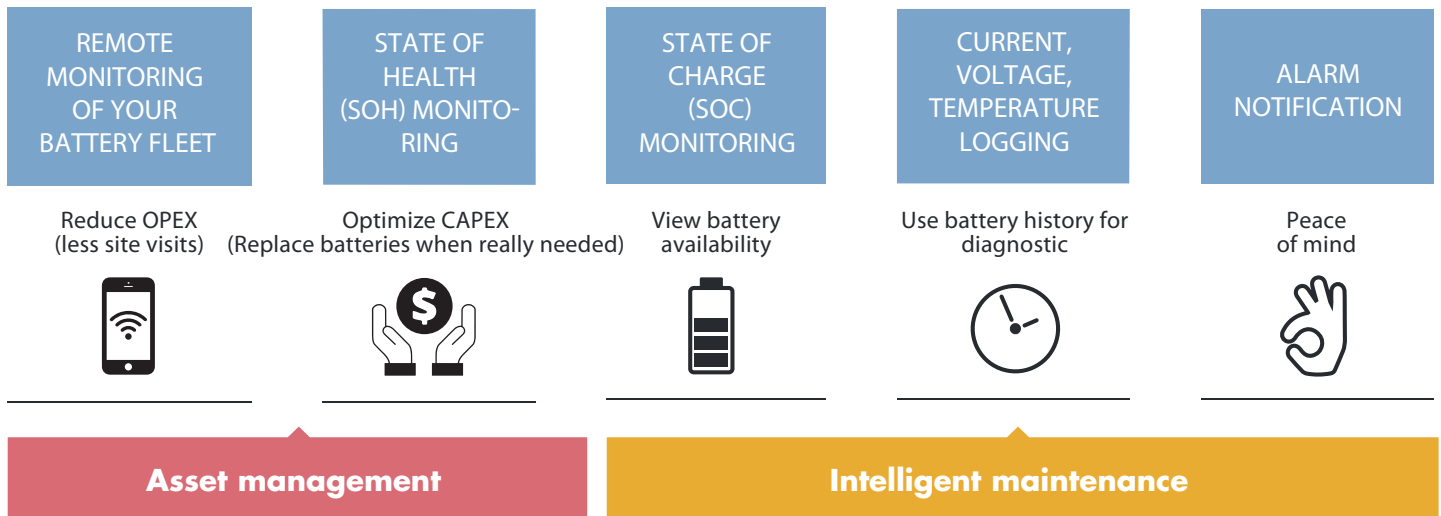 REMOTE
MONITORING
OF YOUR
BATTERY FLEET
STATE OF
HEALTH
(SOH) MONITO-
RING
STATE OF
CHARGE
(SOC)
MONITORING
CURRENT,
VOLTAGE,
TEMPERATURE
LOGGING
ALARM
NOTIFICATION
Reduce OPEX
(less site visits)
Optimize CAPEX
(Replace batteries when really needed)
View battery
availability
Use battery history for
diagnostic
Peace
of mind
$
Asset management
Intelligent maintenance